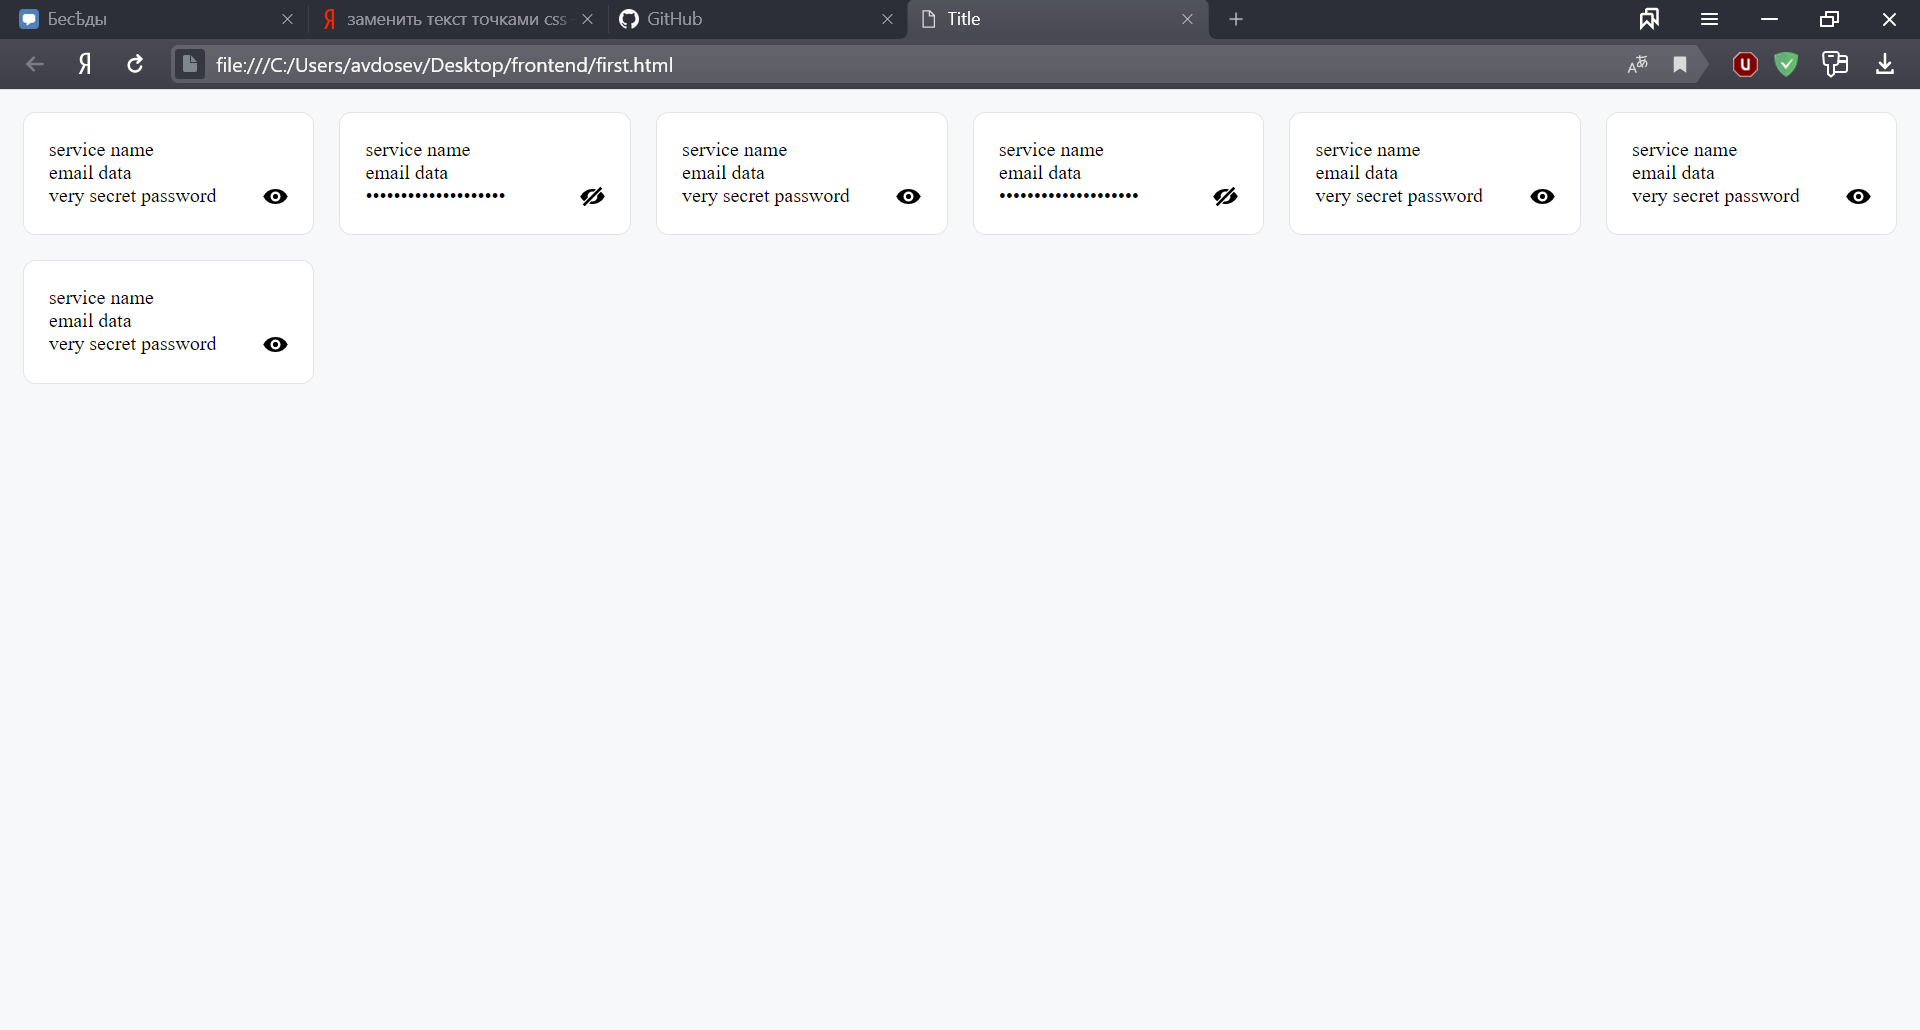 БесѢды
заменить текст точками css
GitHub
Title
Я
file:///C:/Users/avdosev/Desktop/frontend/first.html
service name
email data
very secret password
service name
email data
••••••••••••••••••••
service name
email data
very secret password
service name
email data
••••••••••••••••••••
service name
email data
very secret password
service name
email data
very secret password
service name
email data
very secret password